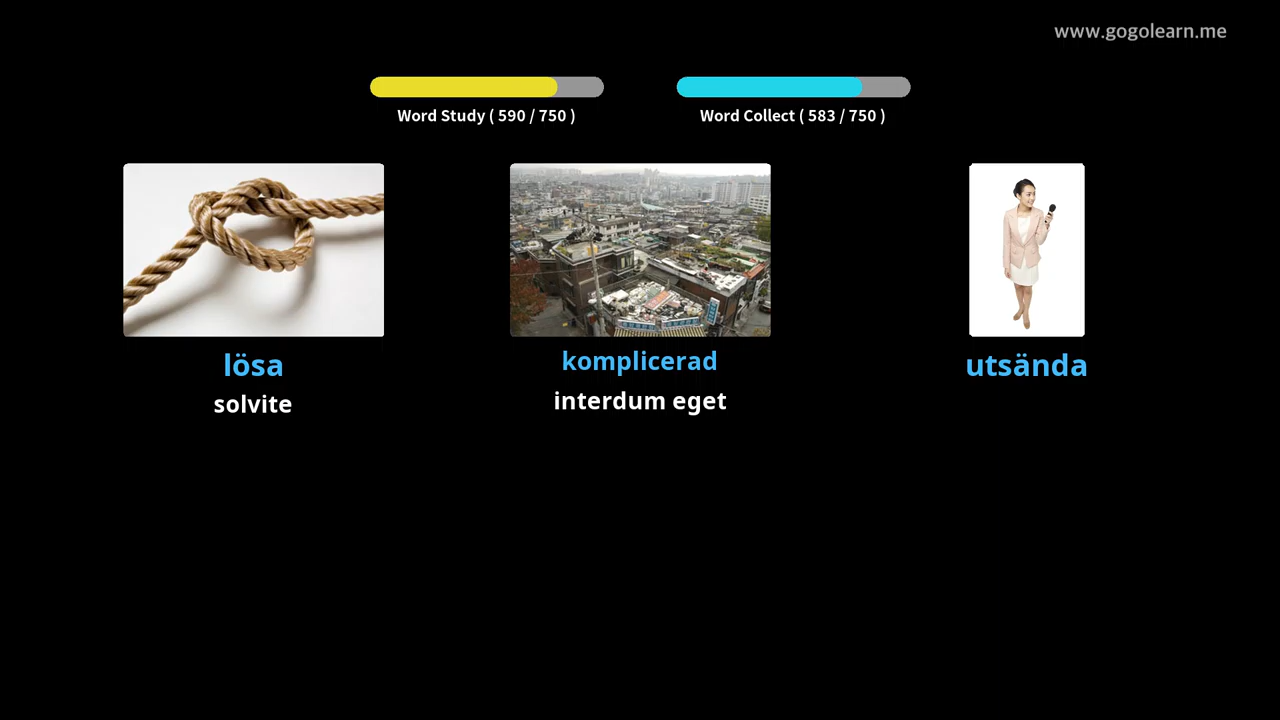 www.gogolearn.me
Word Study ( 590 / 750 )
Word Collect ( 583 / 750 )
lösa
komplicerad
utsända
solvite
interdum eget